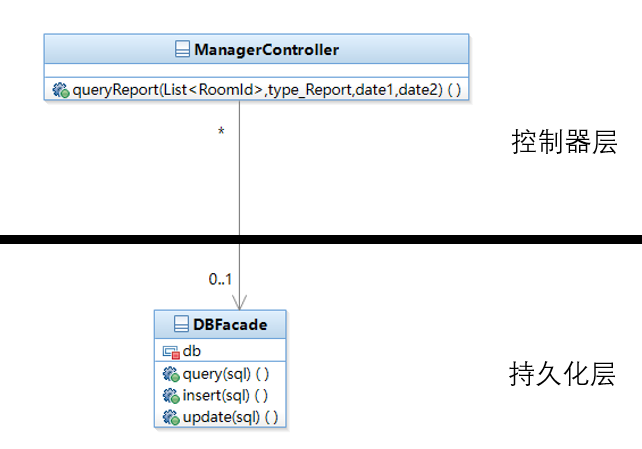 ManagerController
queryReport(List<RoomId>,type_Report,date1,date2) ( )
*
控制器层
0..1
DBFacade
db
query(sql) ( )
insert(sql) ( )
update(sql) ( )
持久化层